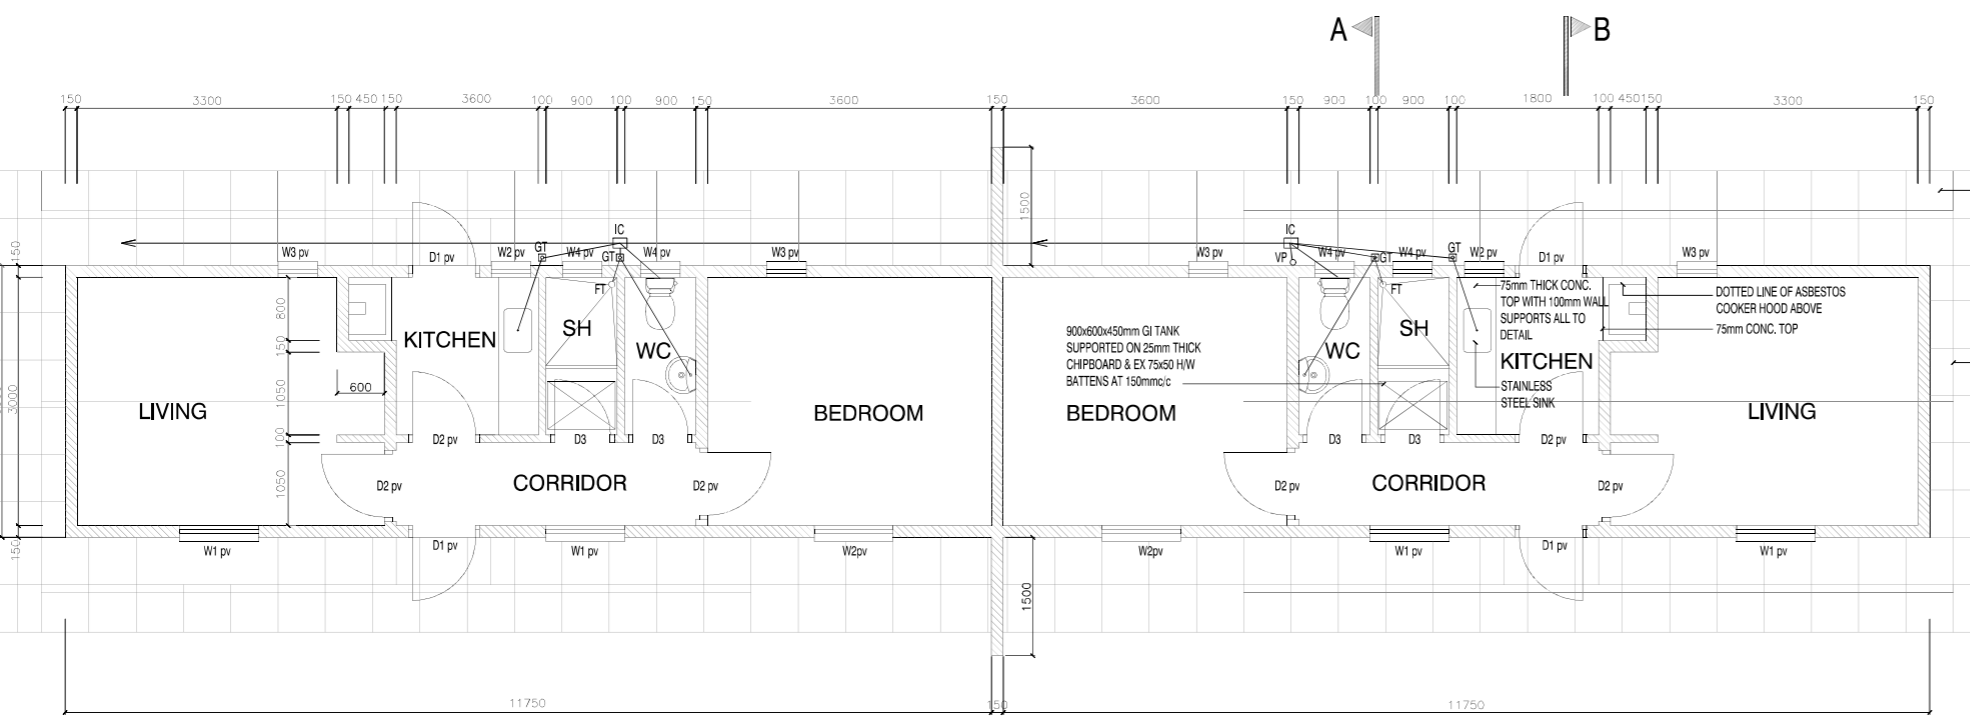 A B
150 3300 150 450 150 3600 100 900 100 900 150 3600 150 3600 150 900 100 900 100 1800 100 450 150 3300 150
1500
IC IC
150
W3 pv D1 pv W2 pv GT W4 pv GT W4 pv W3 pv W3 pv VP W4 pv GT W4 pv GT W2 pv D1 pv W3 pv
FT FT
800
75mm THICK CONC.
TOP WITH 100mm WALL
SUPPORTS ALL TO
DETAIL
DOTTED LINE OF ASBESTOS
COOKER HOOD ABOVE
75mm CONC. TOP
KITCHEN SH WC
900x600x450mm GI TANK
SUPPORTED ON 25mm THICK
CHIPBOARD & EX 75x50 H/W
BATTENS AT 150mmc/c
WC SH KITCHEN
STAINLESS
STEEL SINK
150
600
3000 1050
LIVING BEDROOM BEDROOM LIVING
100
D2 pv D3 D3 D3 D3 D2 pv
1050
D2 pv CORRIDOR D2 pv D2 pv CORRIDOR D2 pv
150
W1 pv D1 pv W1 pv W2pv W2pv W1 pv D1 pv W1 pv
1500
11750 150 11750